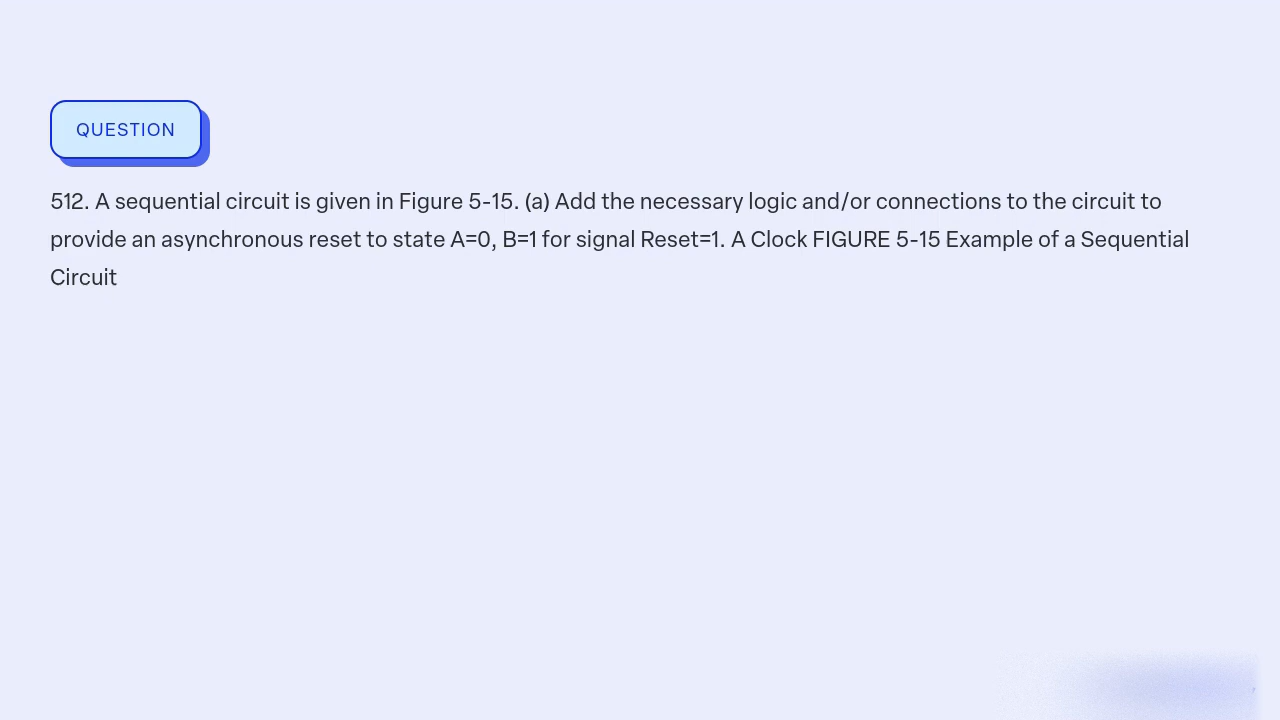 QUESTION
512. A sequential circuit is given in Figure 5-15. (a) Add the necessary logic and/or connections to the circuit to
provide an asynchronous reset to state A=0, B=1 for signal Reset=1. A Clock FIGURE 5-15 Example of a Sequential
Circuit